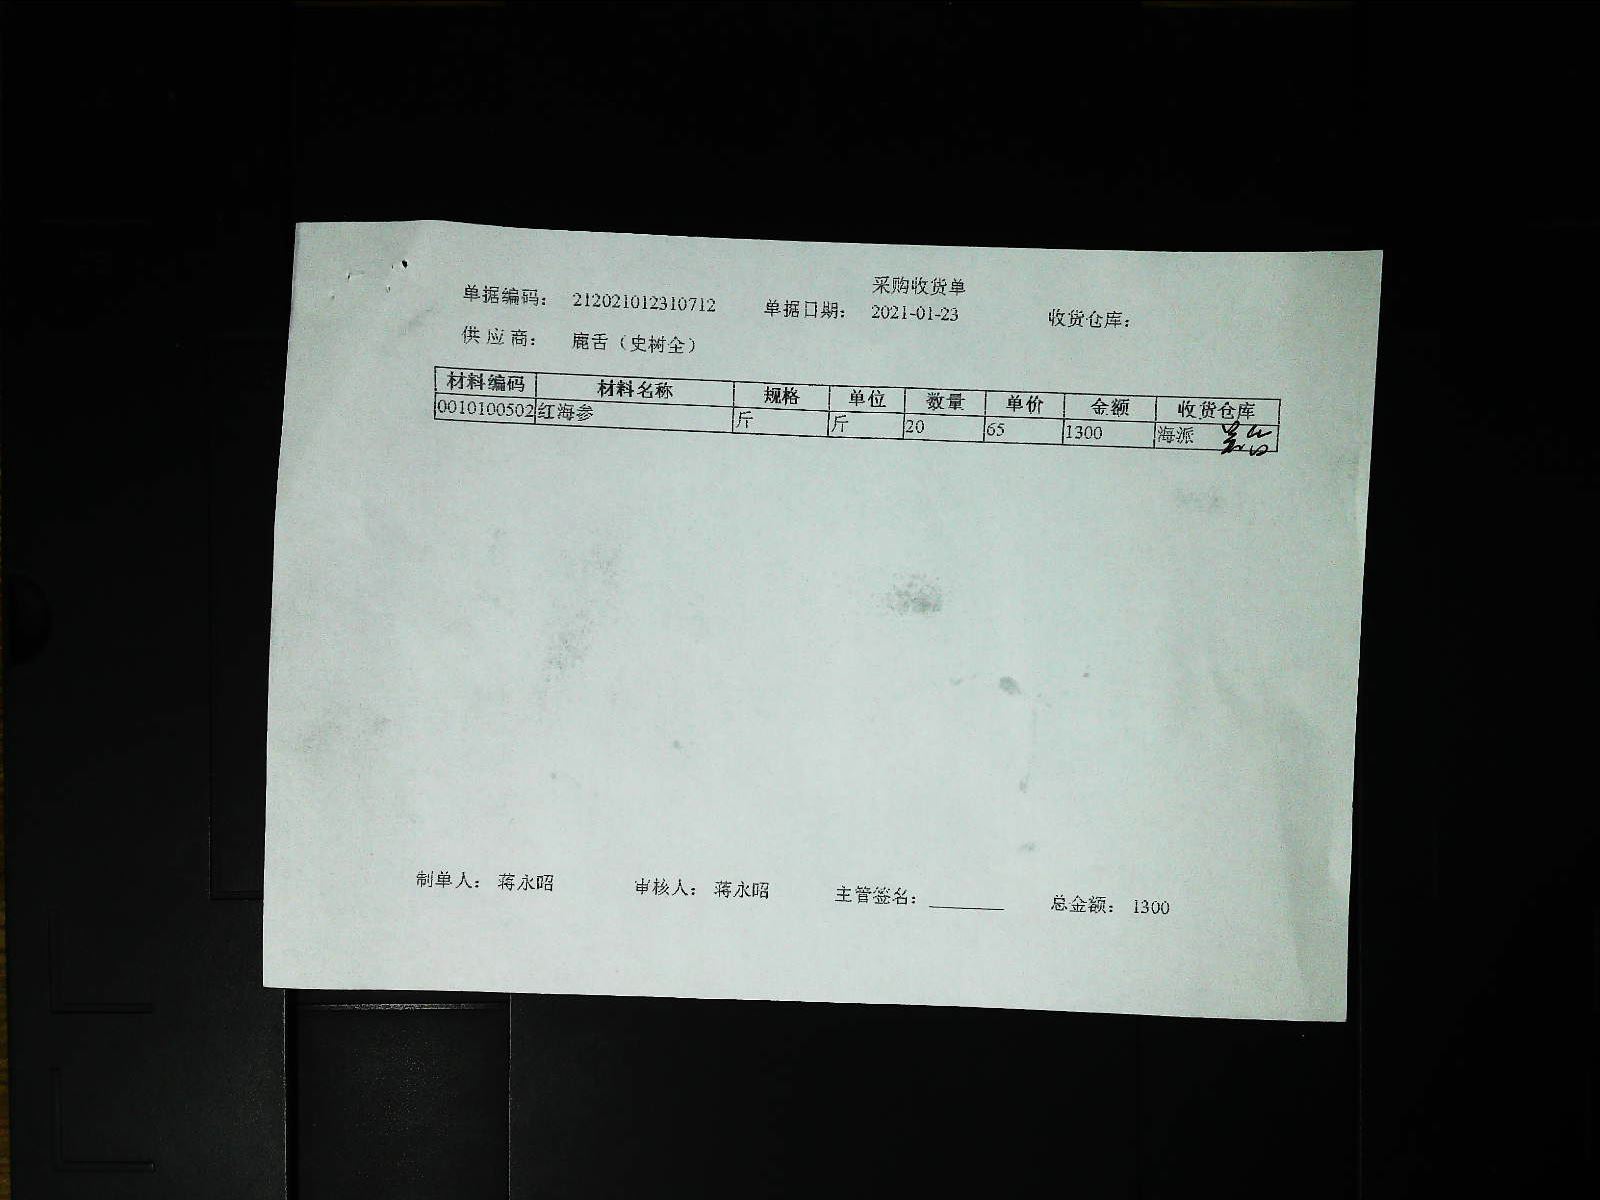 采购收货单
单据编码： 212021012310712 单据日期： 2021-01-23 收货仓库：
供 应 商： 鹿舌（史树全）
材料编码 材料名称 规格 单位 数量 单价 金额 收货仓库
0010100502 红海参 斤 斤 20 65 1300 海派
制单人： 蒋永昭 审核人： 蒋永昭 主管签名：________ 总金额： 1300